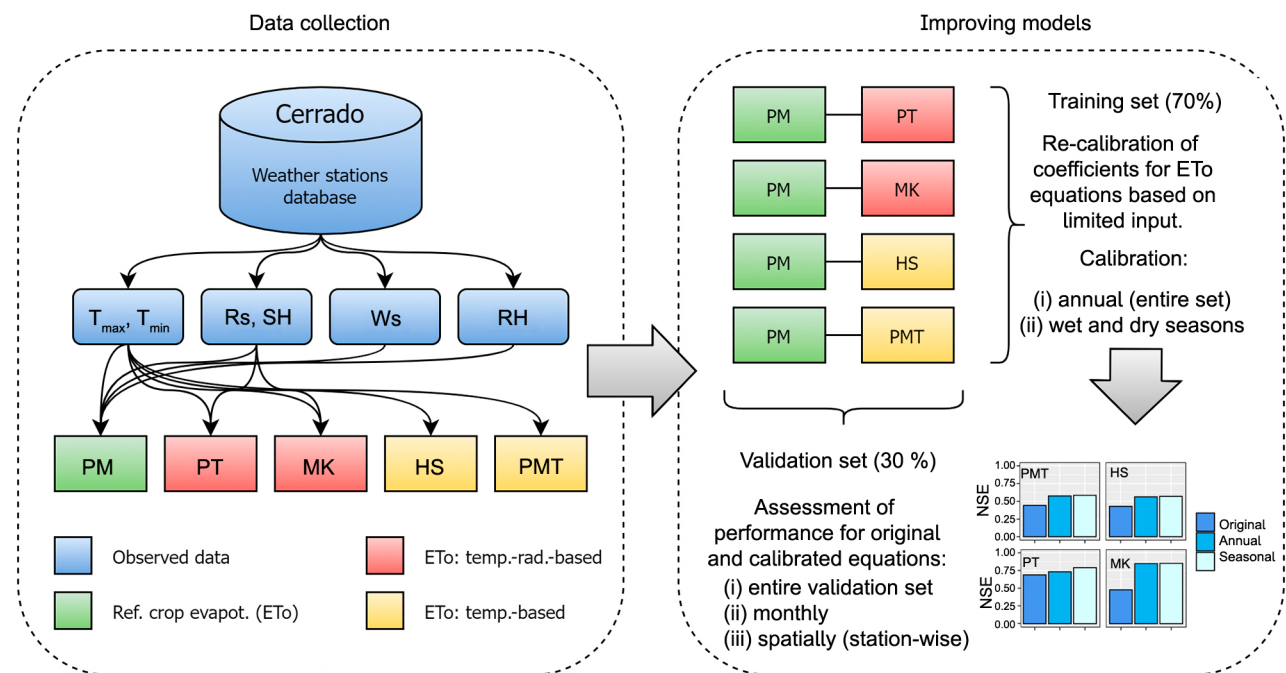 Data collection
Cerrado
Weather stations
database
Tmax, Tmin
Rs, SH
Ws
RH
PM
PT
MK
HS
PMT
Observed data
ETo: temp.-rad.-based
Ref. crop evapot. (ETo)
ETo: temp.-based
Improving models
PM
PT
PM
MK
PM
HS
PM
PMT
Training set (70%)
Re-calibration of
coefficients for ETo
equations based on
limited input.
Calibration:
(i) annual (entire set)
(ii) wet and dry seasons
Validation set (30 %)
Assessment of
performance for original
and calibrated equations:
(i) entire validation set
(ii) monthly
(iii) spatially (station-wise)
NSE
1.00
0.75
0.50
0.25
0.00
PMT
HS
NSE
1.00
0.75
0.50
0.25
0.00
PT
MK
Original
Annual
Seasonal